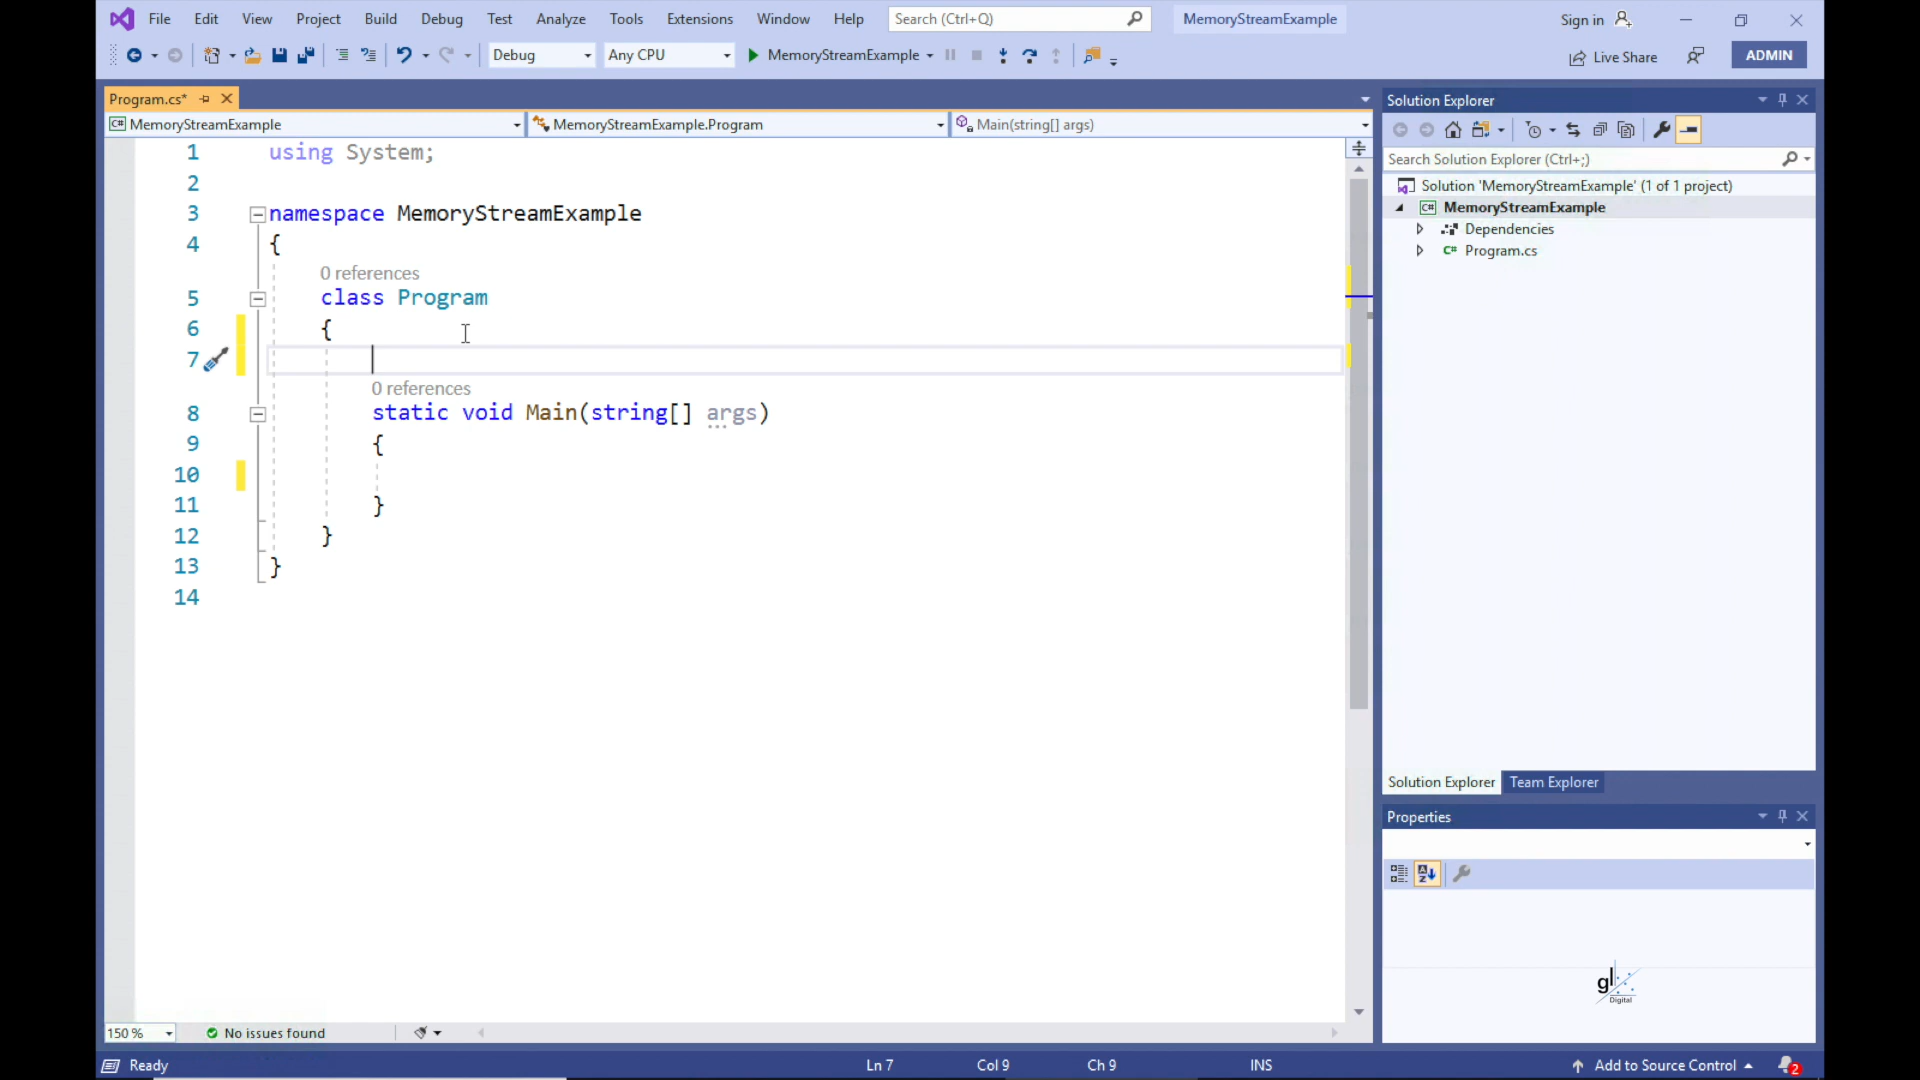 File Edit View Project Build Debug Test Analyze Tools Extensions Window Help Search (Ctrl+Q) MemoryStreamExample Sign in
Debug Any CPU MemoryStreamExample Live Share ADMIN
Program.cs*
C# MemoryStreamExample MemoryStreamExample.Program Main(string[] args)
1 using System;
2
3 namespace MemoryStreamExample
4 {
0 references
5 class Program
6 {
7
0 references
8 static void Main(string[] args)
9 {
10
11 }
12 }
13 }
14
150 % No issues found
Solution Explorer
Search Solution Explorer (Ctrl+;)
Solution 'MemoryStreamExample' (1 of 1 project)
C# MemoryStreamExample
Dependencies
C# Program.cs
Solution Explorer Team Explorer
Properties
gl
Digital
Ready Ln 7 Col 9 Ch 9 INS Add to Source Control 2